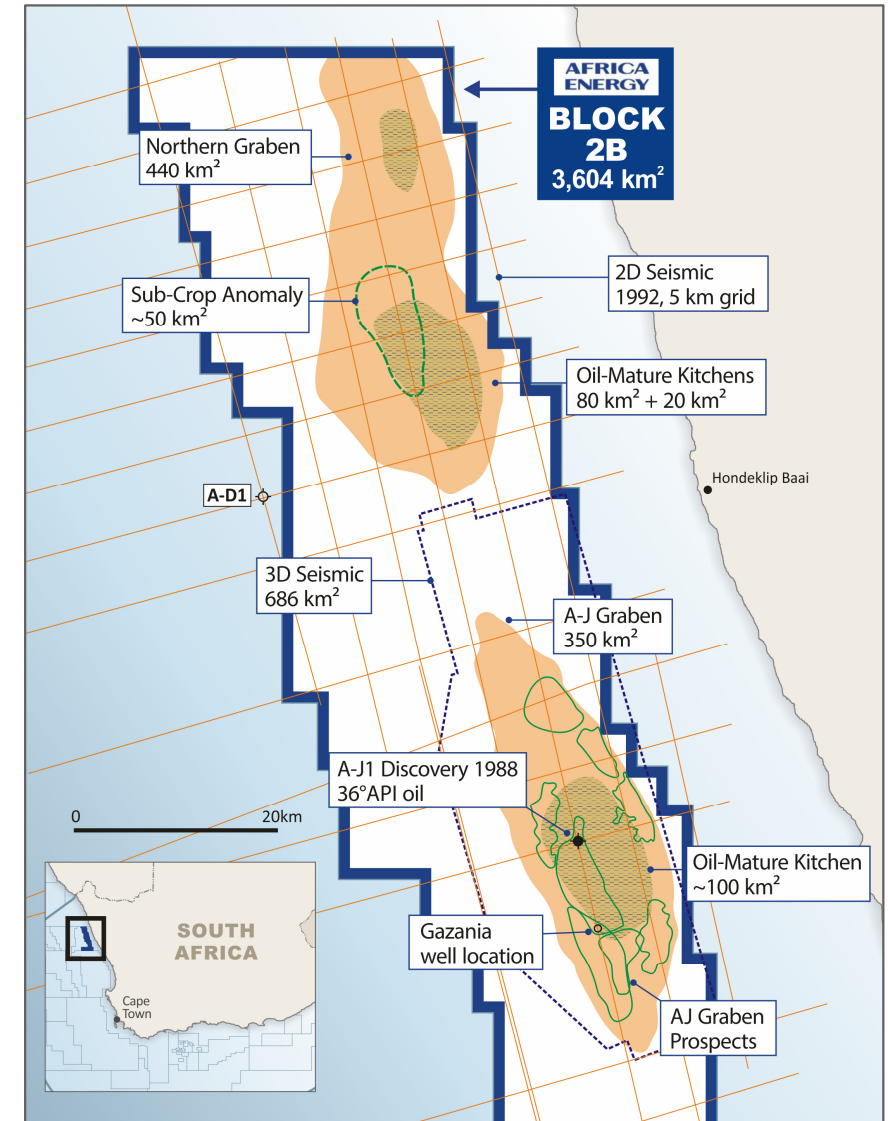 AFRICA
ENERGY
BLOCK
2B
3,604 km²
Northern Graben
440 km²
2D Seismic
1992, 5 km grid
Sub-Crop Anomaly
~50 km²
Oil-Mature Kitchens
80 km² + 20 km²
Hondeklip Baai
A-D1
3D Seismic
686 km²
A-J Graben
350 km²
A-J1 Discovery 1988
36°API oil
0 20km
Oil-Mature Kitchen
~100 km²
Gazania
well location
AJ Graben
Prospects
SOUTH
AFRICA
Cape
Town